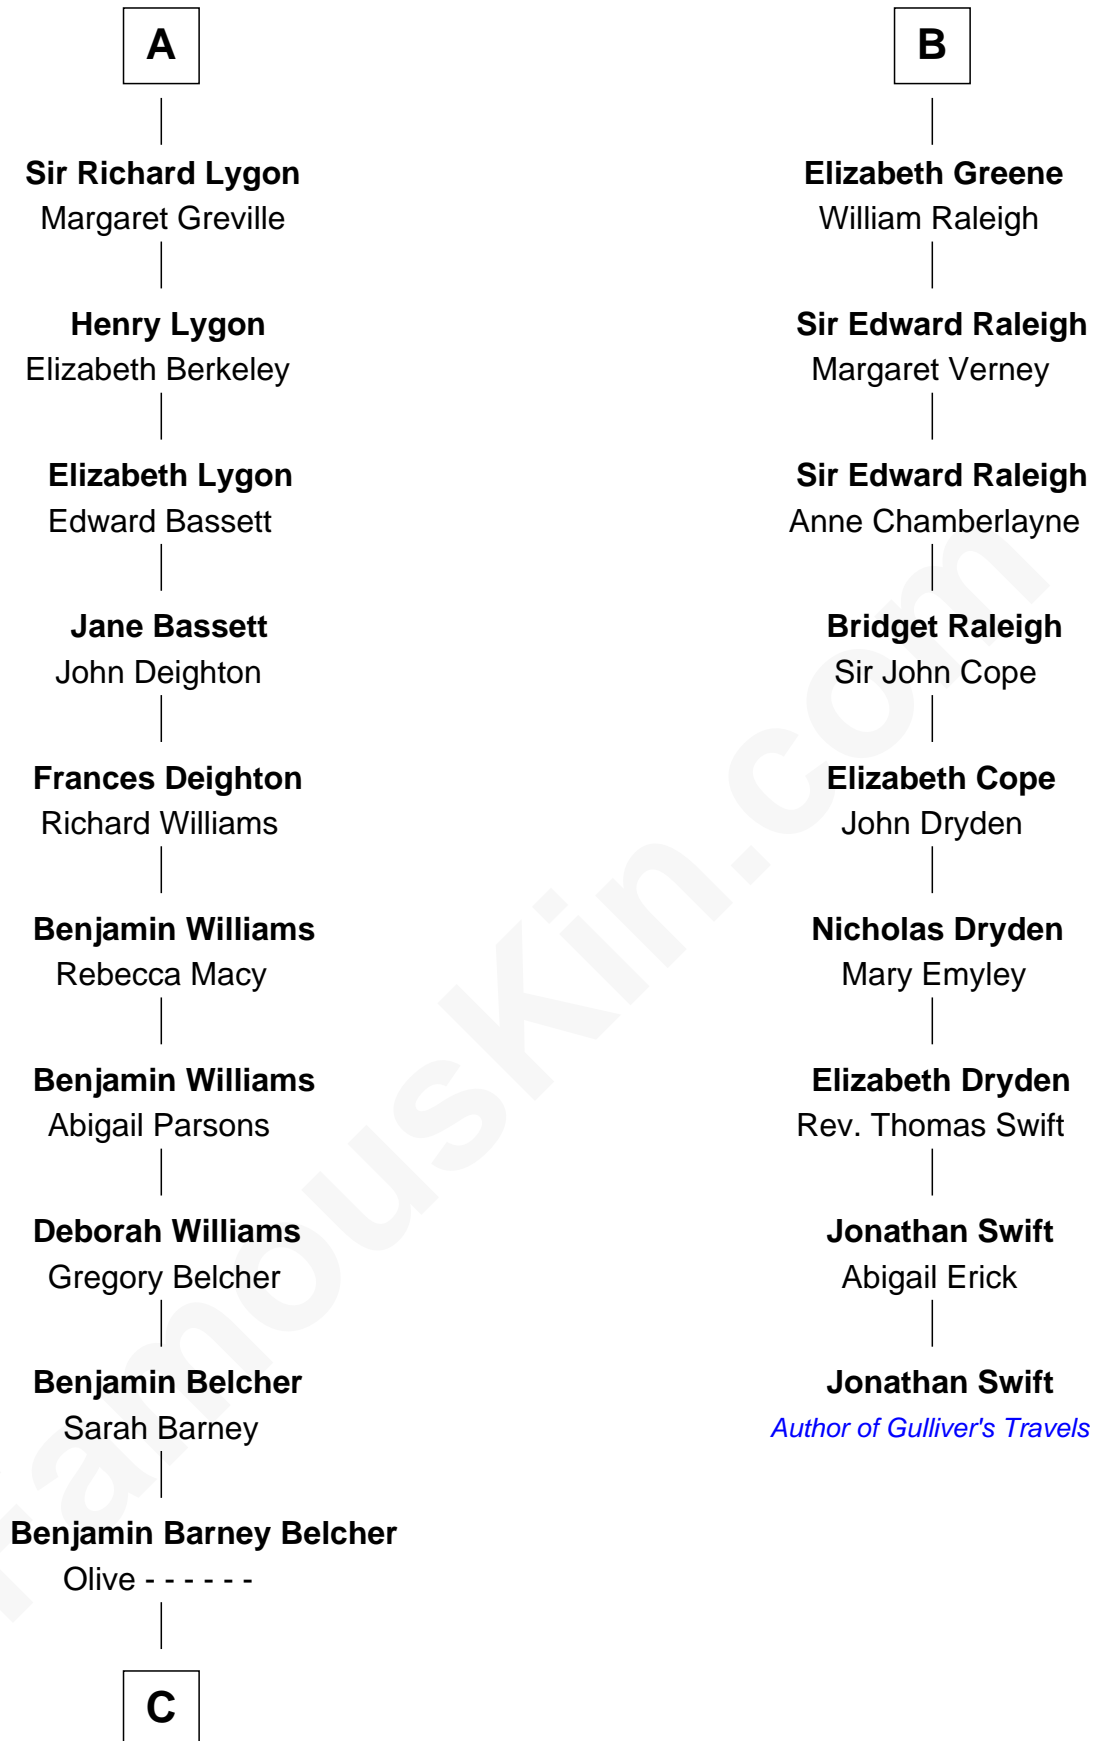 A
Sir Richard Lygon
Margaret Greville
Henry Lygon
Elizabeth Berkeley
Elizabeth Lygon
Edward Bassett
Jane Bassett
John Deighton
Frances Deighton
Richard Williams
Benjamin Williams
Rebecca Macy
Benjamin Williams
Abigail Parsons
Deborah Williams
Gregory Belcher
Benjamin Belcher
Sarah Barney
Benjamin Barney Belcher
Olive - - - - - -
C
B
Elizabeth Greene
William Raleigh
Sir Edward Raleigh
Margaret Verney
Sir Edward Raleigh
Anne Chamberlayne
Bridget Raleigh
Sir John Cope
Elizabeth Cope
John Dryden
Nicholas Dryden
Mary Emyley
Elizabeth Dryden
Rev. Thomas Swift
Jonathan Swift
Abigail Erick
Jonathan Swift
Author of Gulliver's Travels
FamousKin.com